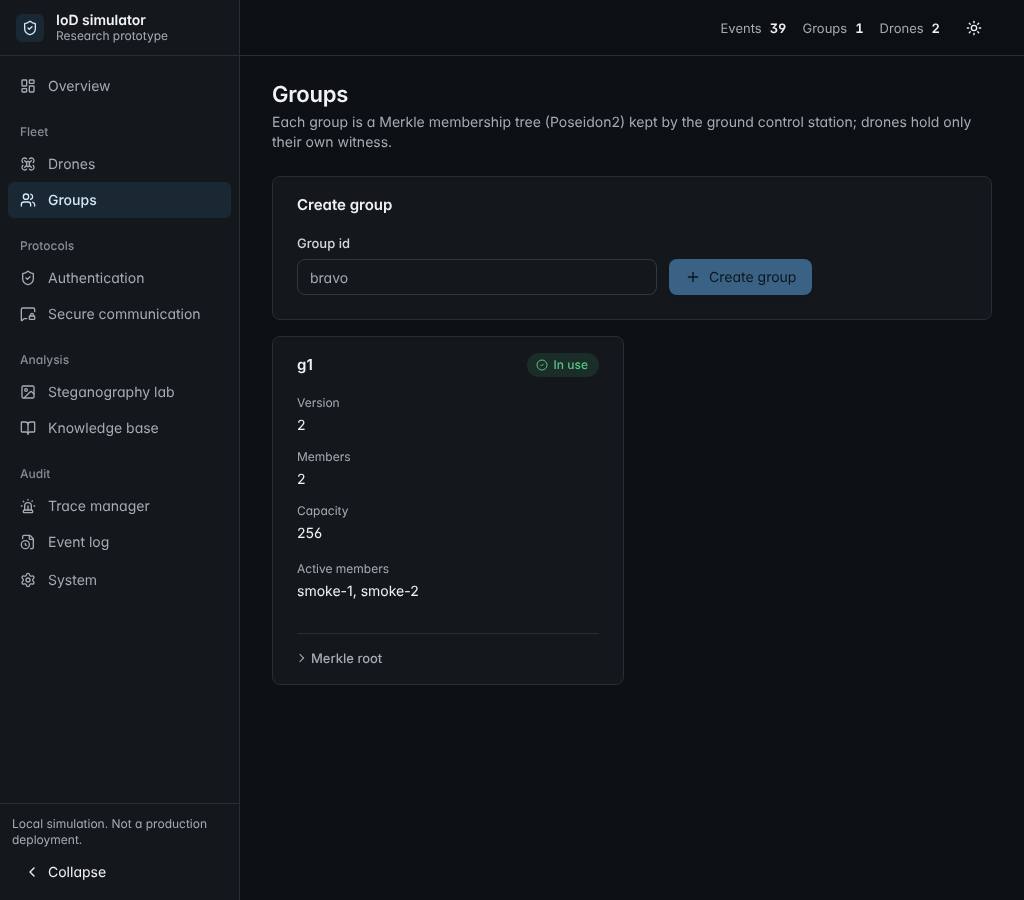 IoD simulator
Research prototype
Events 39 Groups 1 Drones 2
Overview
Fleet
Drones
Groups
Protocols
Authentication
Secure communication
Analysis
Steganography lab
Knowledge base
Audit
Trace manager
Event log
System
Local simulation. Not a production
deployment.
Collapse
Groups
Each group is a Merkle membership tree (Poseidon2) kept by the ground control station; drones hold only
their own witness.
Create group
Group id
bravo
Create group
g1
In use
Version
2
Members
2
Capacity
256
Active members
smoke-1, smoke-2
Merkle root